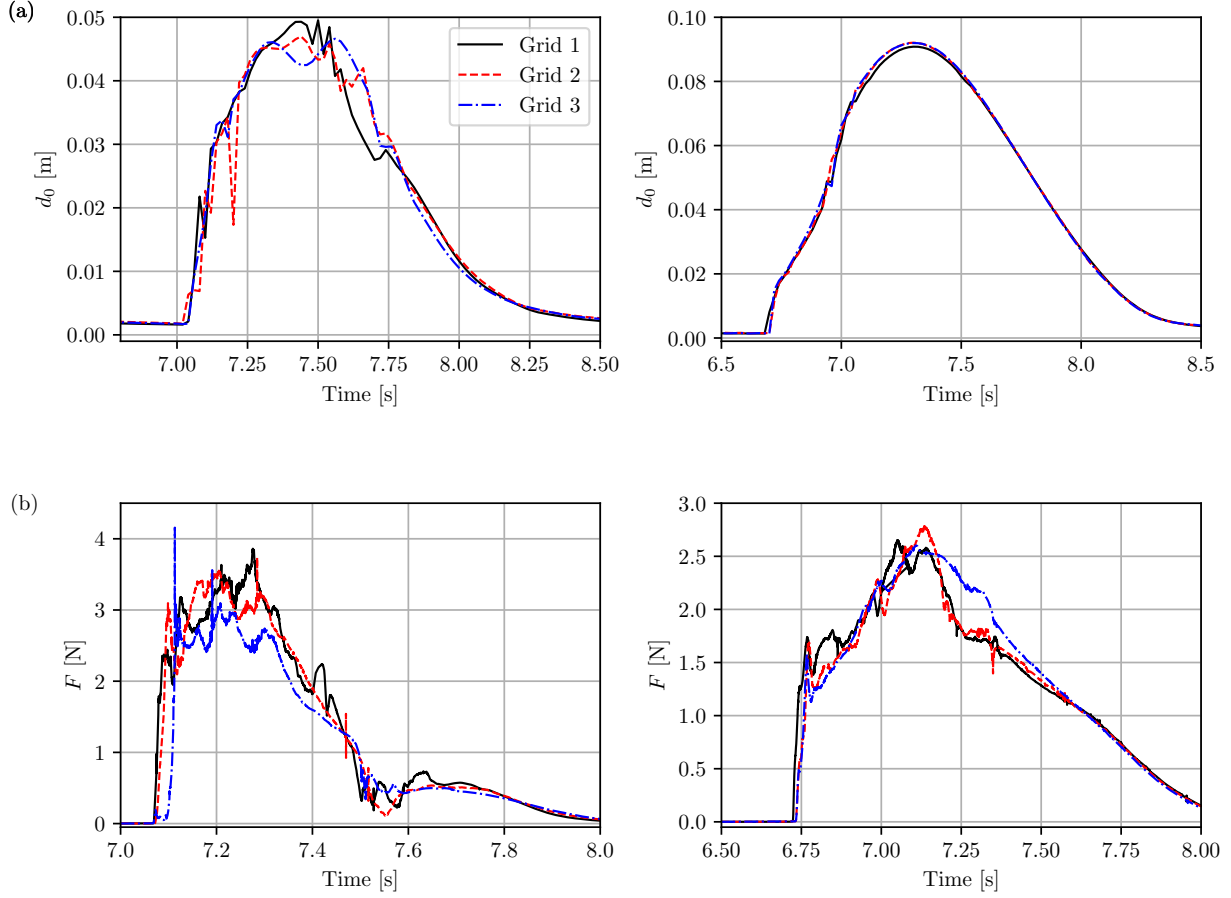 (a)
0.05
0.04
0.03
0.02
0.01
0.00
d0 [m]
7.00 7.25 7.50 7.75 8.00 8.25 8.50
Time [s]
Grid 1
Grid 2
Grid 3
0.10
0.08
0.06
0.04
0.02
0.00
d0 [m]
6.5 7.0 7.5 8.0 8.5
Time [s]
(b)
4
3
2
1
0
F [N]
7.0 7.2 7.4 7.6 7.8 8.0
Time [s]
3.0
2.5
2.0
1.5
1.0
0.5
0.0
F [N]
6.50 6.75 7.00 7.25 7.50 7.75 8.00
Time [s]